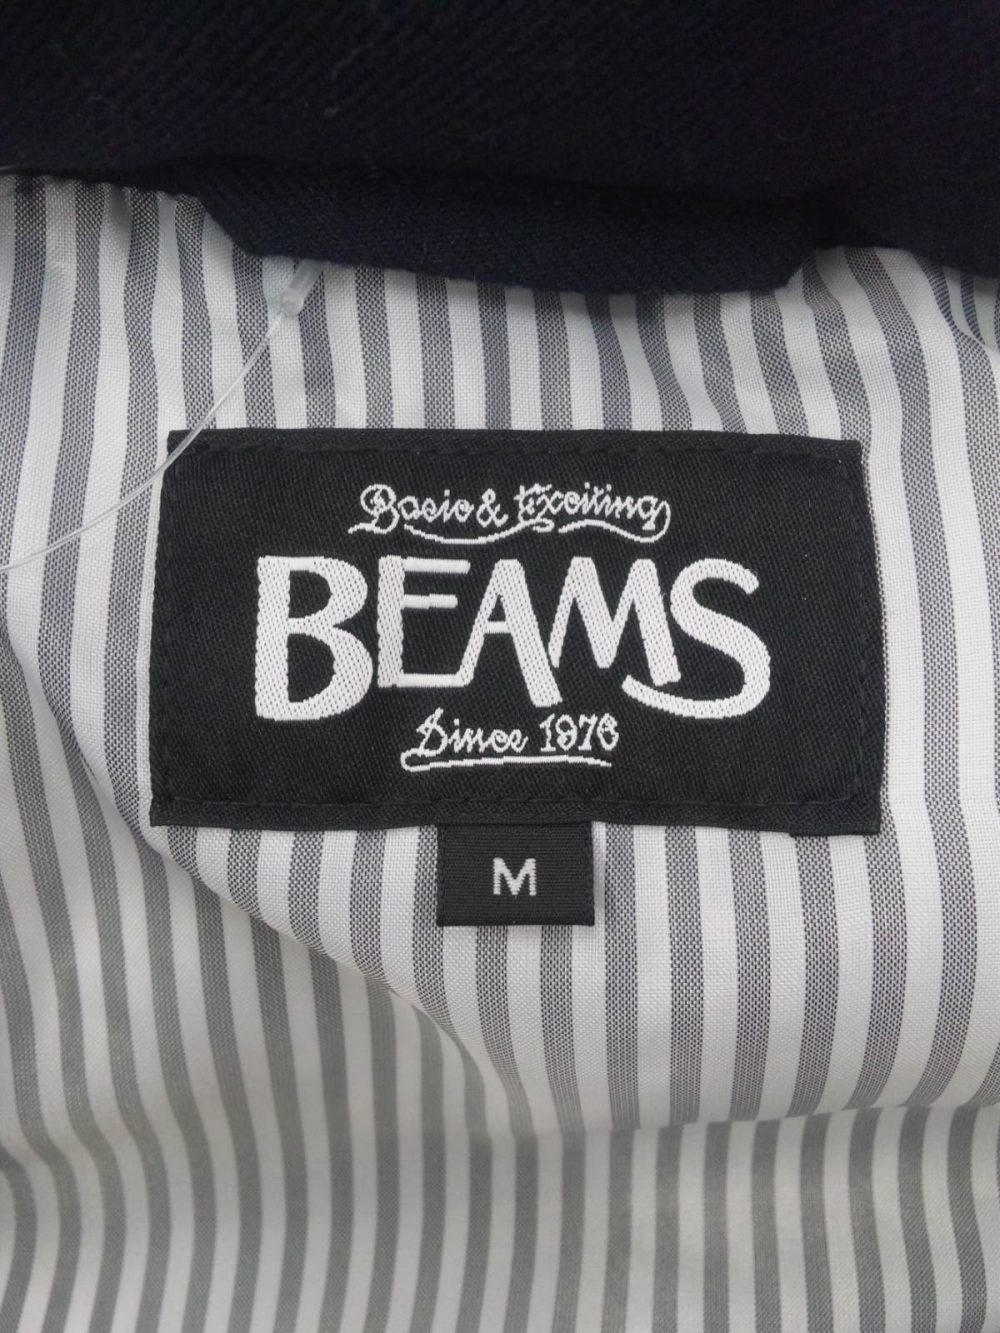 Basic & Exciting
BEAMS
Since 1976
M